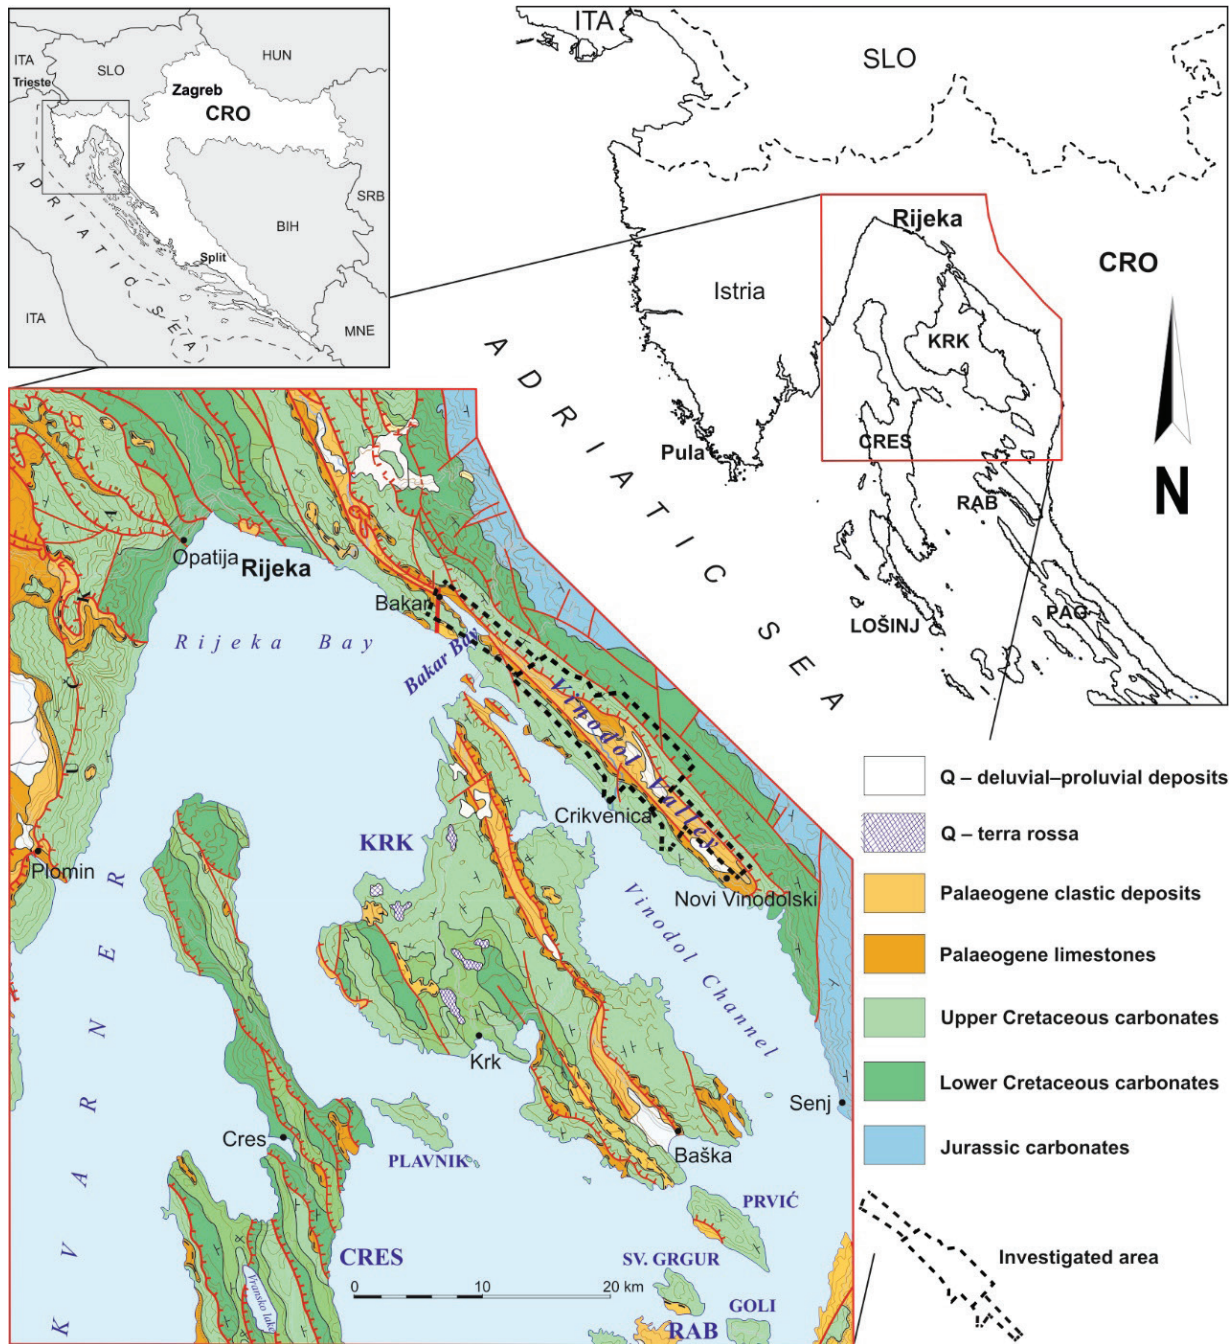 ITA
SLO
HUN
Trieste
Zagreb
CRO
ADRIATIC SEA
SRB
BIH
Split
ITA
MNE
ITA
SLO
Rijeka
CRO
Istria
KRK
CRES
Pula
RAB
N
LOŠINJ
PAG
ADRIATIC SEA
Opatija
Rijeka
Bakar
Rijeka Bay
Bakar Bay
Vinodol Valley
UČKA
Crikvenica
KRK
Plomin
Novi Vinodolski
Vinodol Channel
KVARNER
Krk
Senj
Cres
Baška
PLAVNIK
PRVIĆ
CRES
SV. GRGUR
Vransko lake
GOLI
RAB
0 10 20 km
Q – deluvial–proluvial deposits
Q – terra rossa
Palaeogene clastic deposits
Palaeogene limestones
Upper Cretaceous carbonates
Lower Cretaceous carbonates
Jurassic carbonates
Investigated area